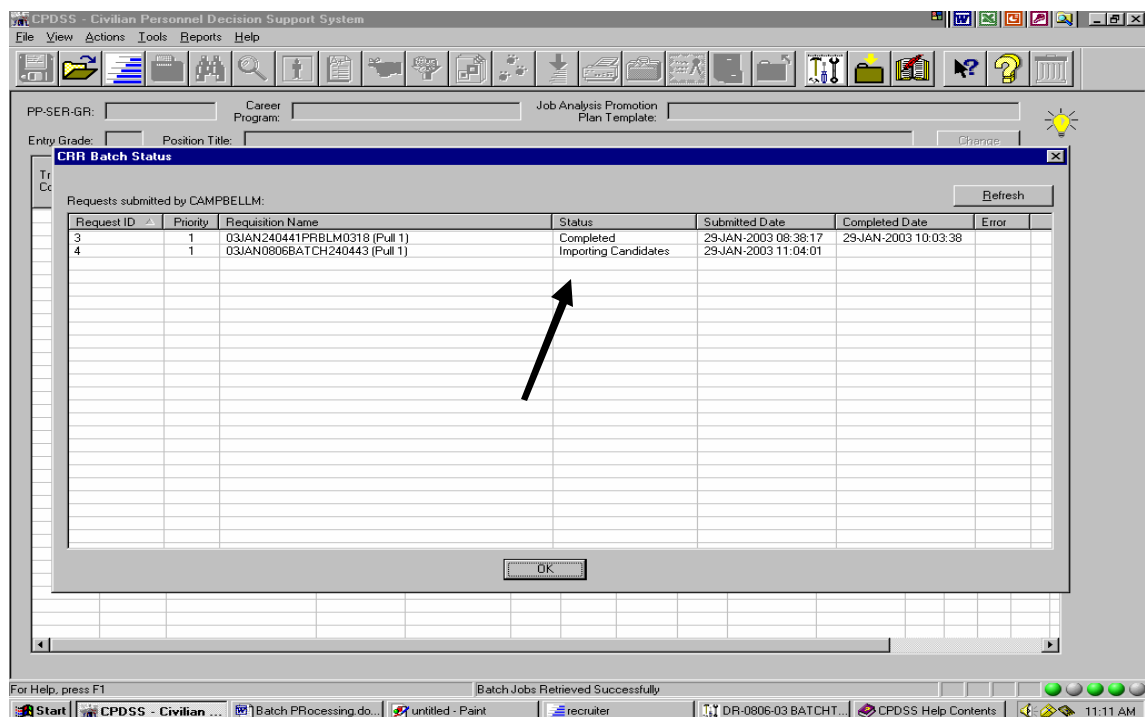 CPDSS - Civilian Personnel Decision Support System
File View Actions Tools Reports Help
PP-SER-GR: Career Program: Job Analysis Promotion Plan Template:
Entry Grade: Position Title: Change
CRR Batch Status
Tr
Co
Requests submitted by CAMPBELLM: Refresh
Request ID Priority Requisition Name Status Submitted Date Completed Date Error
3 1 03JAN240441PRBLM0318 (Pull 1) Completed 29-JAN-2003 08:38:17 29-JAN-2003 10:03:38
4 1 03JAN0806BATCH240443 (Pull 1) Importing Candidates 29-JAN-2003 11:04:01
OK
For Help, press F1 Batch Jobs Retrieved Successfully
Start CPDSS - Civilian ... Batch PRocessing.do... untitled - Paint recruiter DR-0806-03 BATCHT... CPDSS Help Contents 11:11 AM